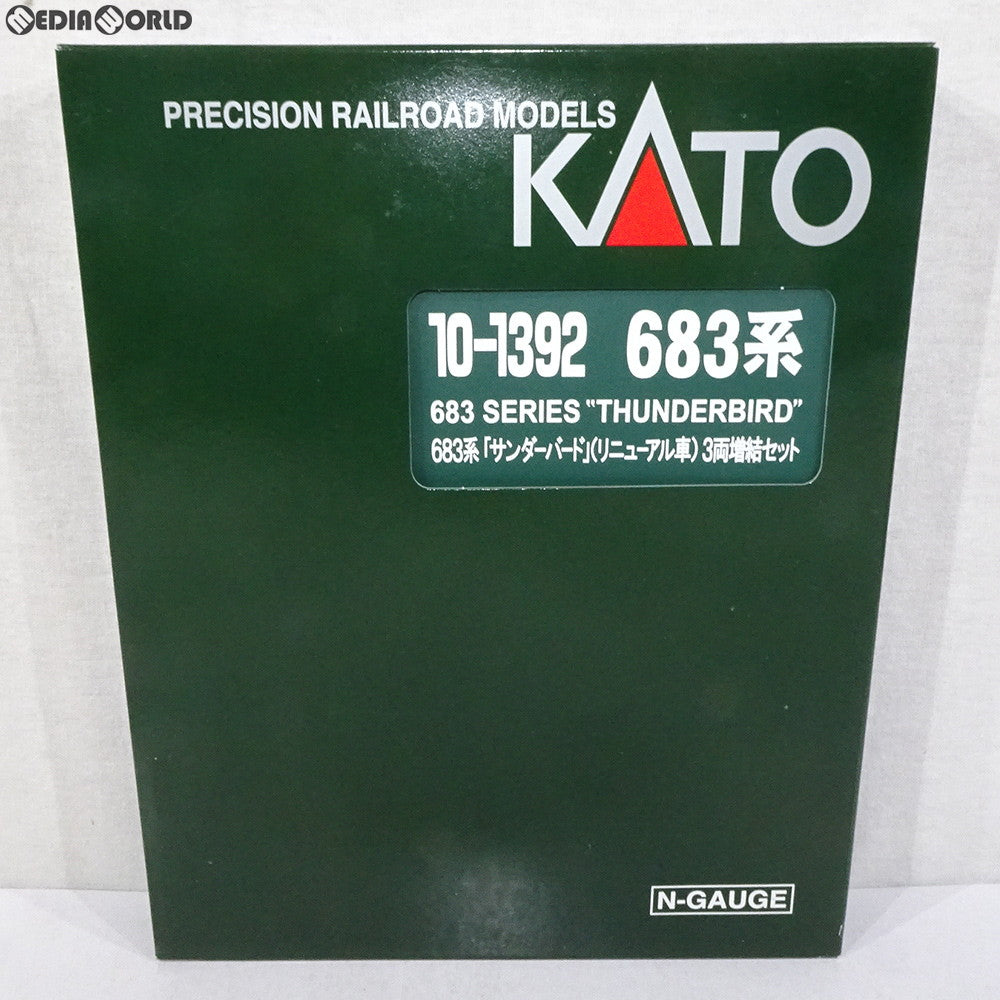 MEDIAWORLD
PRECISION RAILROAD MODELS
KATO
10-1392 683系
683 SERIES "THUNDERBIRD"
683系「サンダーバード」(リニューアル車) 3両増結セット
N-GAUGE